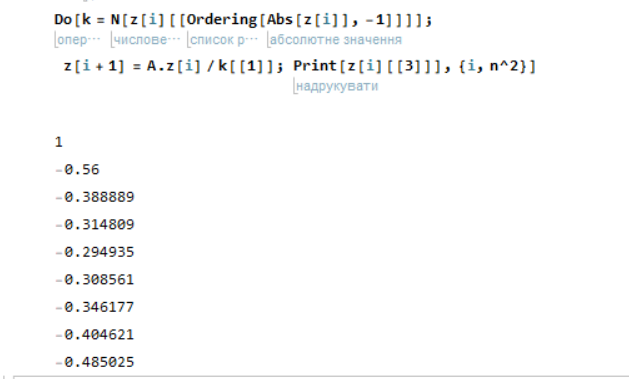 Do[k = N[z[i][[Ordering[Abs[z[i]], -1]]]];
опер··· числове··· список р··· абсолютне значення
z[i + 1] = A.z[i] / k[[1]]; Print[z[i][[3]]], {i, n^2}]
надрукувати
1
-0.56
-0.388889
-0.314809
-0.294935
-0.308561
-0.346177
-0.404621
-0.485025